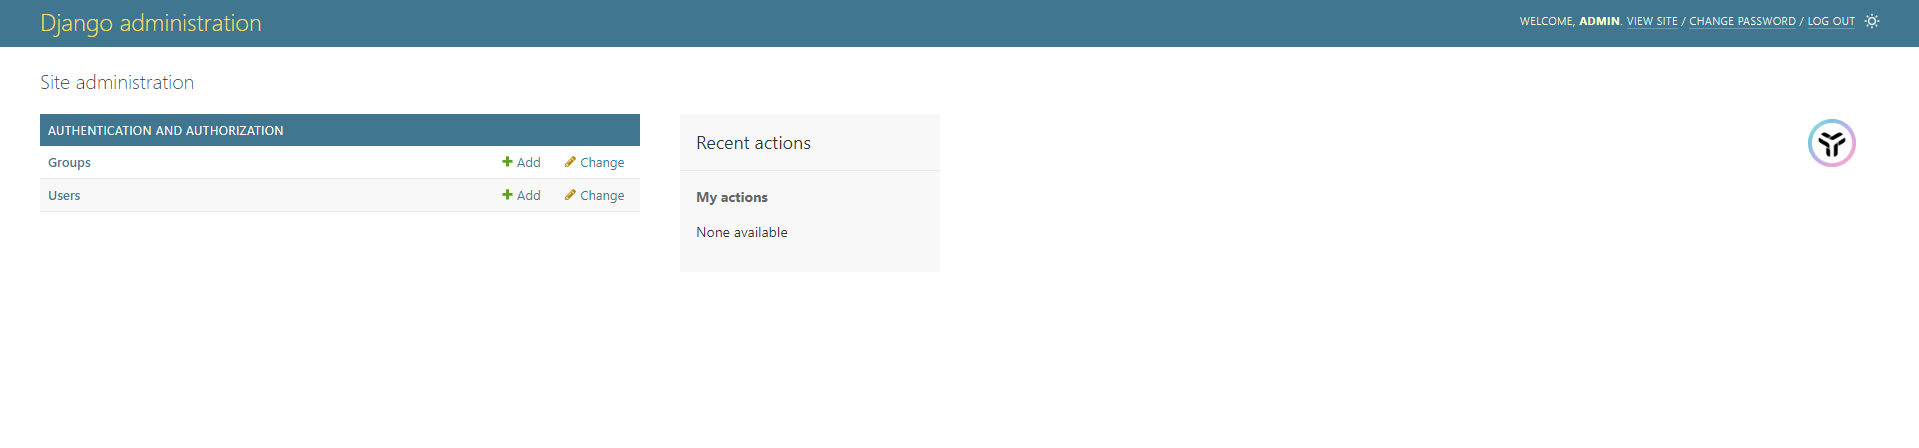 Django administration
WELCOME, ADMIN. VIEW SITE / CHANGE PASSWORD / LOG OUT
Site administration
AUTHENTICATION AND AUTHORIZATION
Groups Add Change
Users Add Change
Recent actions
My actions
None available